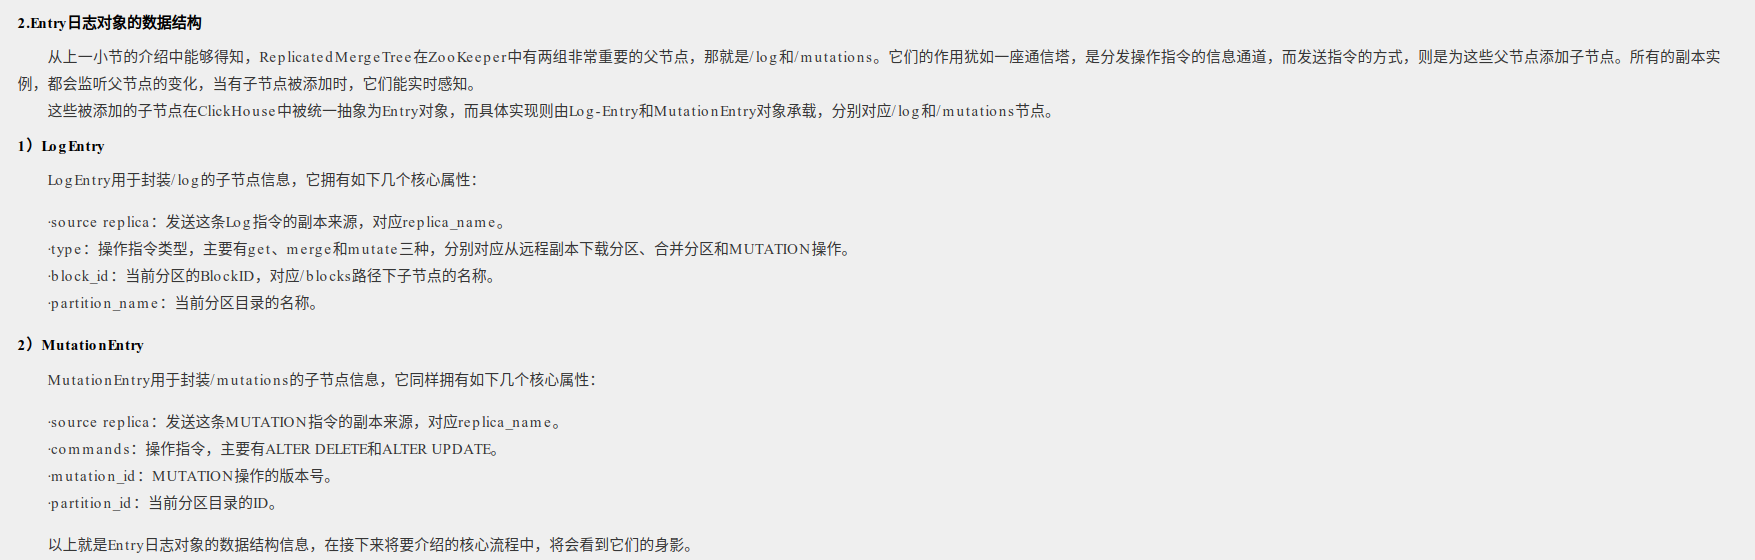 2.Entry日志对象的数据结构
从上一小节的介绍中能够得知，ReplicatedMergeTree在ZooKeeper中有两组非常重要的父节点，那就是/log和/mutations。它们的作用犹如一座通信塔，是分发操作指令的信息通道，而发送指令的方式，则是为这些父节点添加子节点。所有的副本实
例，都会监听父节点的变化，当有子节点被添加时，它们能实时感知。
这些被添加的子节点在ClickHouse中被统一抽象为Entry对象，而具体实现则由Log-Entry和MutationEntry对象承载，分别对应/log和/mutations节点。
1）LogEntry
LogEntry用于封装/log的子节点信息，它拥有如下几个核心属性：
·source replica：发送这条Log指令的副本来源，对应replica_name。
·type：操作指令类型，主要有get、merge和mutate三种，分别对应从远程副本下载分区、合并分区和MUTATION操作。
·block_id：当前分区的BlockID，对应/blocks路径下子节点的名称。
·partition_name：当前分区目录的名称。
2）MutationEntry
MutationEntry用于封装/mutations的子节点信息，它同样拥有如下几个核心属性：
·source replica：发送这条MUTATION指令的副本来源，对应replica_name。
·commands：操作指令，主要有ALTER DELETE和ALTER UPDATE。
·mutation_id：MUTATION操作的版本号。
·partition_id：当前分区目录的ID。
以上就是Entry日志对象的数据结构信息，在接下来将要介绍的核心流程中，将会看到它们的身影。